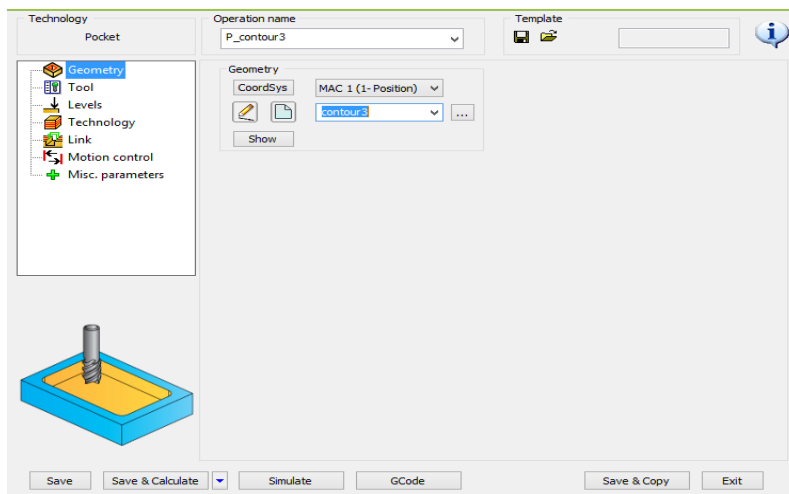 Technology
Pocket
Operation name
P_contour3
Template
Geometry
Tool
Levels
Technology
Link
Motion control
Misc. parameters
Geometry
CoordSys
MAC 1 (1- Position)
contour3
...
Show
Save
Save & Calculate
Simulate
GCode
Save & Copy
Exit